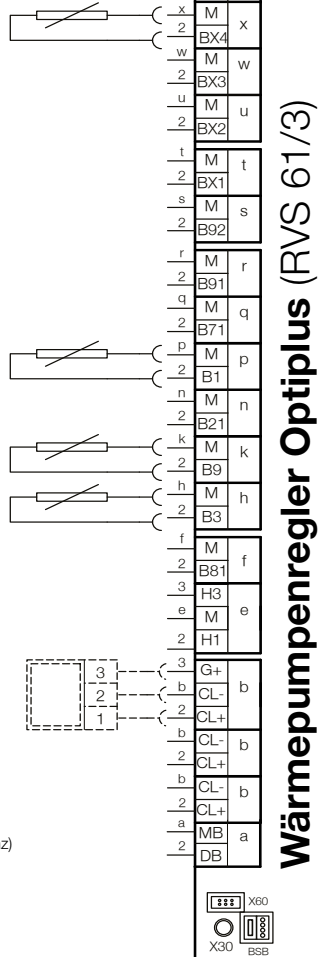 x M x
2 BX4
w M w
2 BX3
u M u
2 BX2
t M t
2 BX1
s M s
2 B92
r M r
2 B91
q M q
2 B71
p M p
2 B1
n M n
2 B21
k M k
2 B9
h M h
2 B3
f M f
2 B81
3 H3
e M e
2 H1
3 3 G+ b
2 b CL-
1 2 CL+
b CL- b
2 CL+
b CL- b
2 CL+
a MB a
2 DB
z)
X60
X30 BSB
Wärmepumpenregler Optiplus (RVS 61/3)